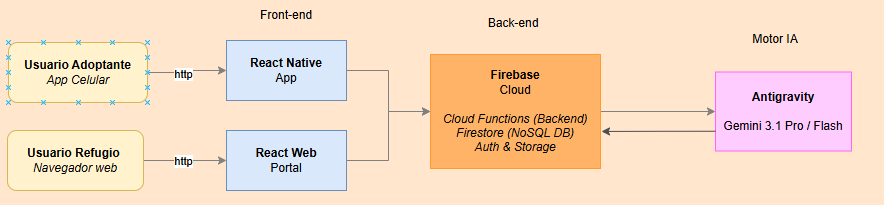 Front-end
Back-end
Motor IA
Usuario Adoptante
App Celular
http
React Native
App
Firebase
Cloud
Cloud Functions (Backend)
Firestore (NoSQL DB)
Auth & Storage
Antigravity
Gemini 3.1 Pro / Flash
Usuario Refugio
Navegador web
http
React Web
Portal